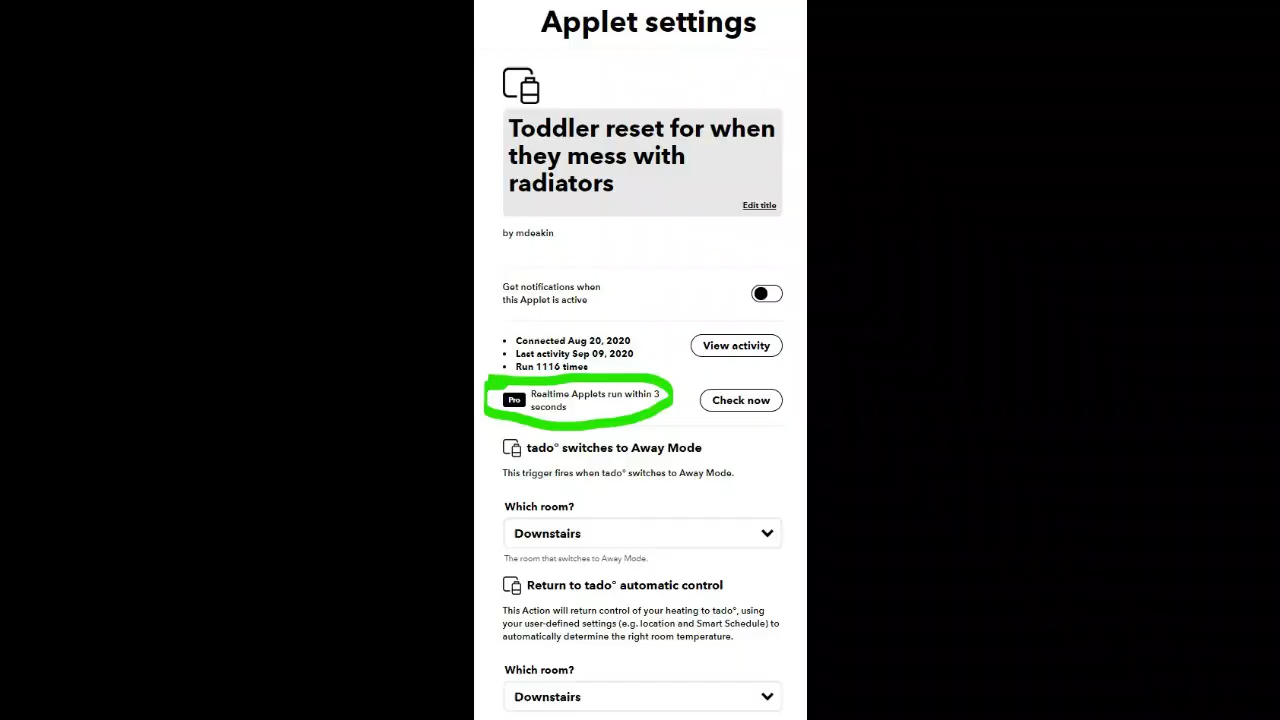 Applet settings
Toddler reset for when
they mess with
radiators
Edit title
by mdeakin
Get notifications when
this Applet is active
Connected Aug 20, 2020
Last activity Sep 09, 2020
Run 1116 times
View activity
Pro
Realtime Applets run within 3
seconds
Check now
tado° switches to Away Mode
This trigger fires when tado° switches to Away Mode.
Which room?
Downstairs
The room that switches to Away Mode.
Return to tado° automatic control
This Action will return control of your heating to tado°, using
your user-defined settings (e.g. location and Smart Schedule) to
automatically determine the right room temperature.
Which room?
Downstairs